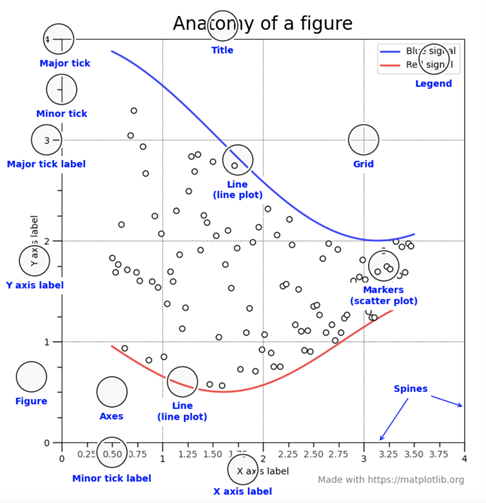 Anatomy of a figure
Title
Blue signal
Red signal
Legend
4
Major tick
Minor tick
3
Major tick label
Grid
Line
(line plot)
Y axis label
Y axis label
2
Markers
(scatter plot)
1
Figure
Axes
Line
(line plot)
Spines
0
0 0.25 0.50 0.75 1 1.25 1.50 1.75 2 2.25 2.50 2.75 3 3.25 3.50 3.75 4
Minor tick label
X axis label
X axis label
Made with https://matplotlib.org